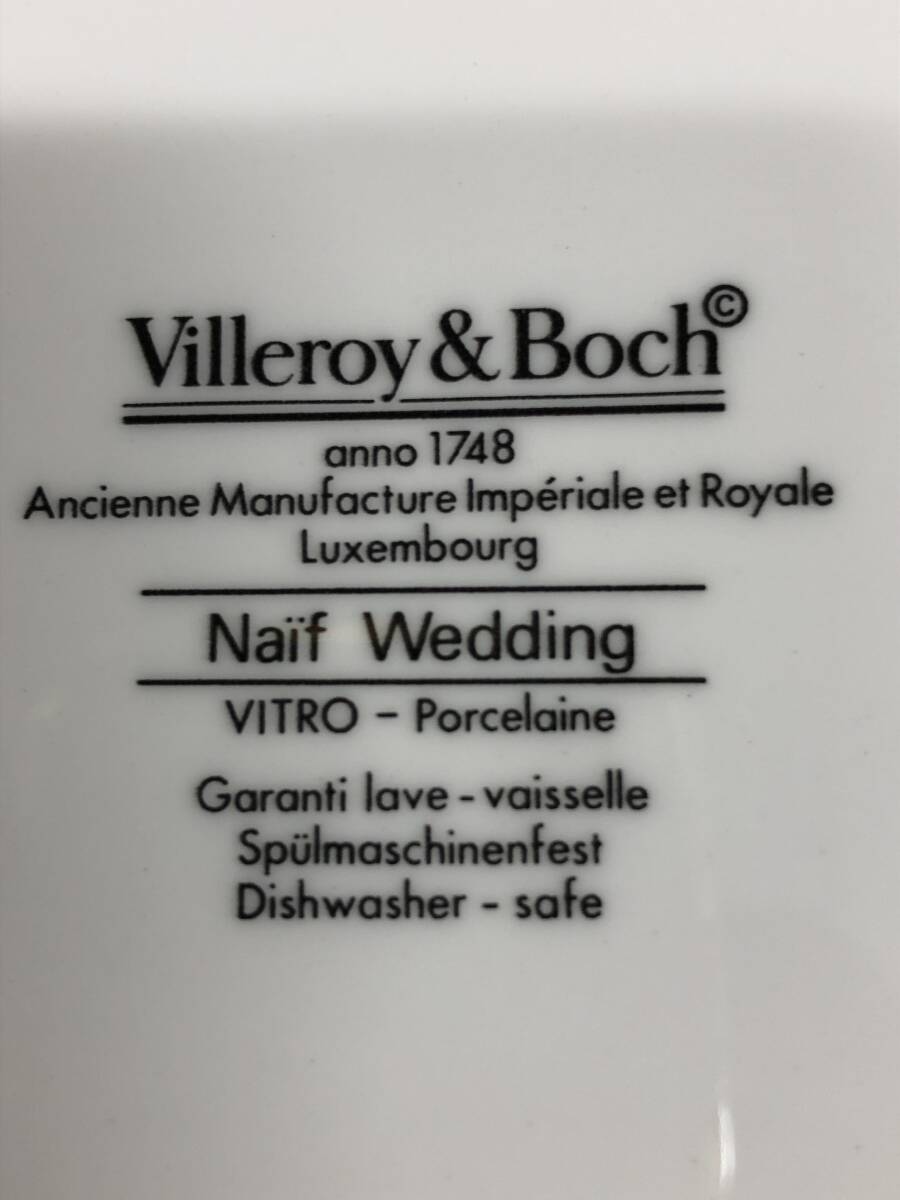 Villeroy & Boch©
anno 1748
Ancienne Manufacture Impériale et Royale
Luxembourg
Naïf Wedding
VITRO – Porcelaine
Garanti lave - vaisselle
Spülmaschinenfest
Dishwasher - safe